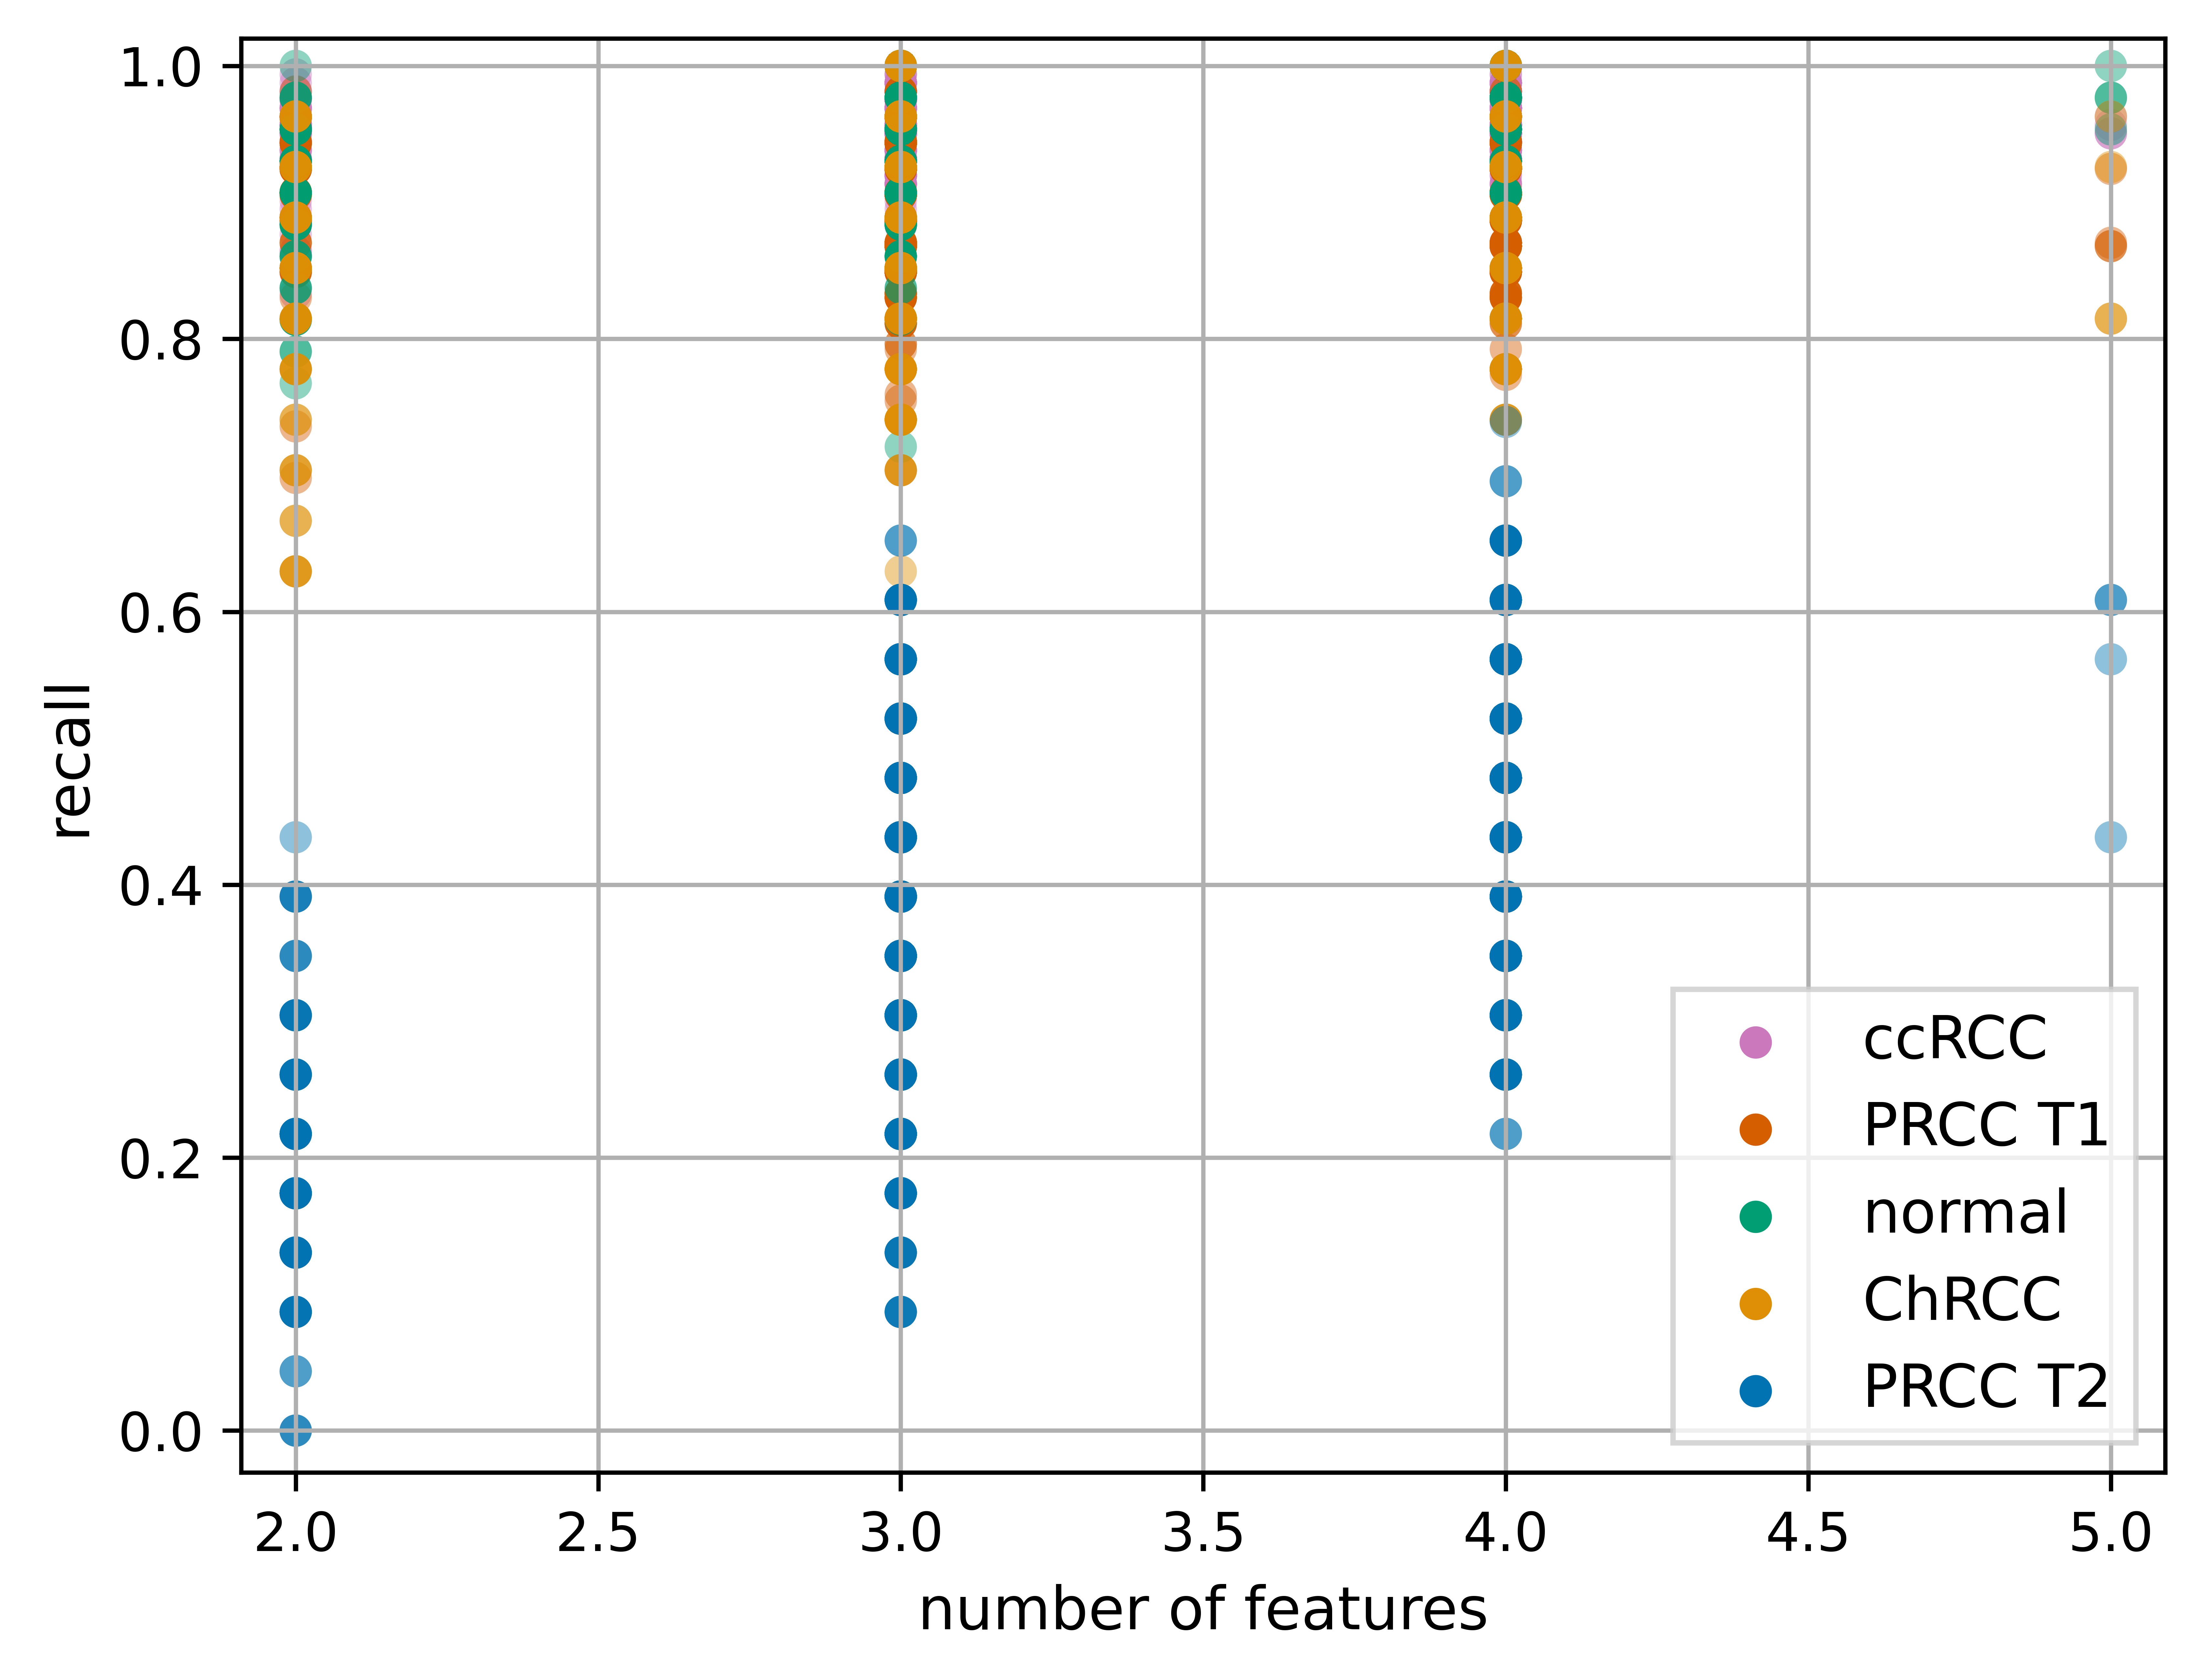 1.0
0.8
0.6
0.4
0.2
0.0
recall
2.0 2.5 3.0 3.5 4.0 4.5 5.0
number of features
ccRCC
PRCC T1
normal
ChRCC
PRCC T2